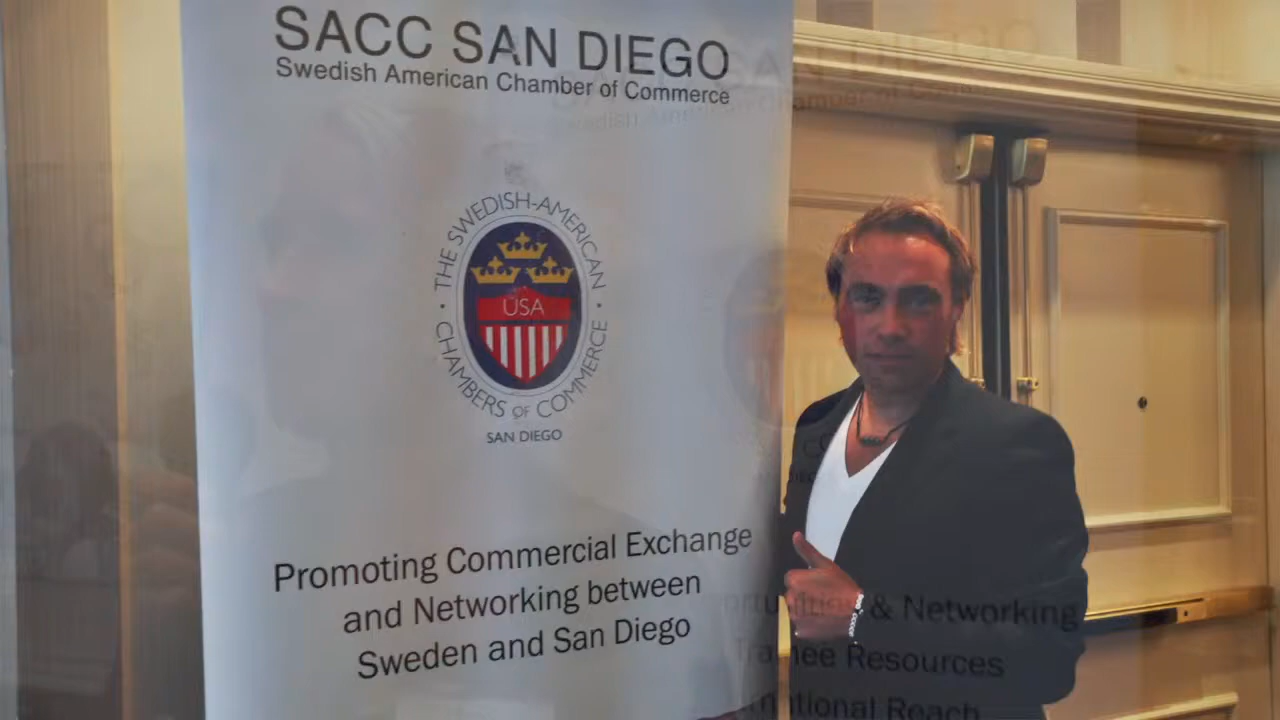 SACC SAN DIEGO
Swedish American Chamber of Commerce
THE SWEDISH-AMERICAN
USA
CHAMBERS OF COMMERCE
SAN DIEGO
Promoting Commercial Exchange
and Networking between
Sweden and San Diego
& Networking
Resources
Reach